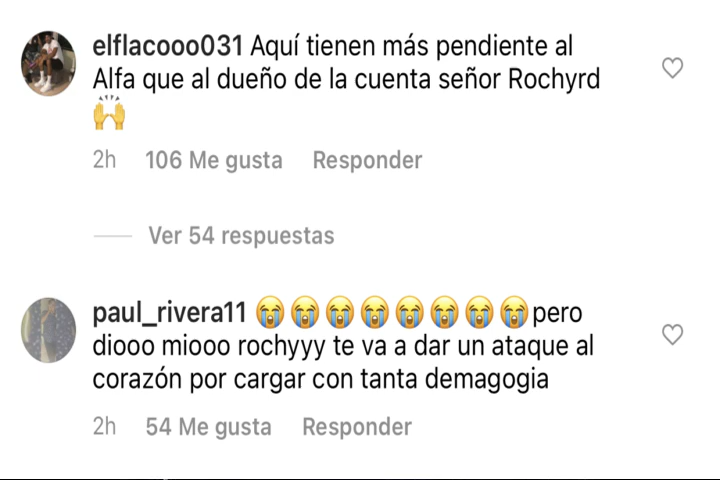 elflacooo031 Aquí tienen más pendiente al
Alfa que al dueño de la cuenta señor Rochyrd
🙌
2h 106 Me gusta Responder
Ver 54 respuestas
paul_rivera11 😭😭😭😭😭😭😭😭pero
diooo miooo rochyyy te va a dar un ataque al
corazón por cargar con tanta demagogia
2h 54 Me gusta Responder